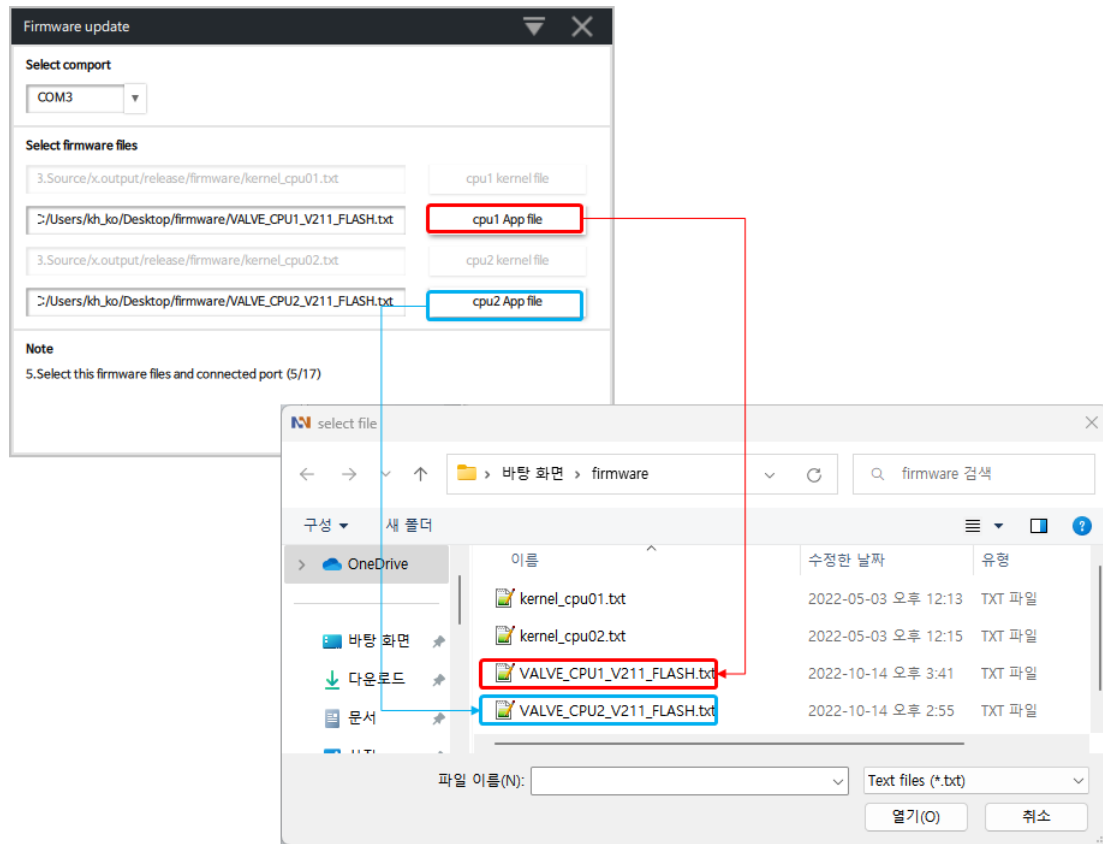 Firmware update
Select comport
COM3
Select firmware files
3.Source/x.output/release/firmware/kernel_cpu01.txt
cpu1 kernel file
:/Users/kh_ko/Desktop/firmware/VALVE_CPU1_V211_FLASH.txt
cpu1 App file
3.Source/x.output/release/firmware/kernel_cpu02.txt
cpu2 kernel file
:/Users/kh_ko/Desktop/firmware/VALVE_CPU2_V211_FLASH.txt
cpu2 App file
Note
5.Select this firmware files and connected port (5/17)
select file
바탕 화면 > firmware
firmware 검색
구성
새 폴더
OneDrive
이름
수정한 날짜
유형
kernel_cpu01.txt
2022-05-03 오후 12:13
TXT 파일
kernel_cpu02.txt
2022-05-03 오후 12:15
TXT 파일
바탕 화면
VALVE_CPU1_V211_FLASH.txt
2022-10-14 오후 3:41
TXT 파일
다운로드
VALVE_CPU2_V211_FLASH.txt
2022-10-14 오후 2:55
TXT 파일
문서
파일 이름(N):
Text files (*.txt)
열기(O)
취소